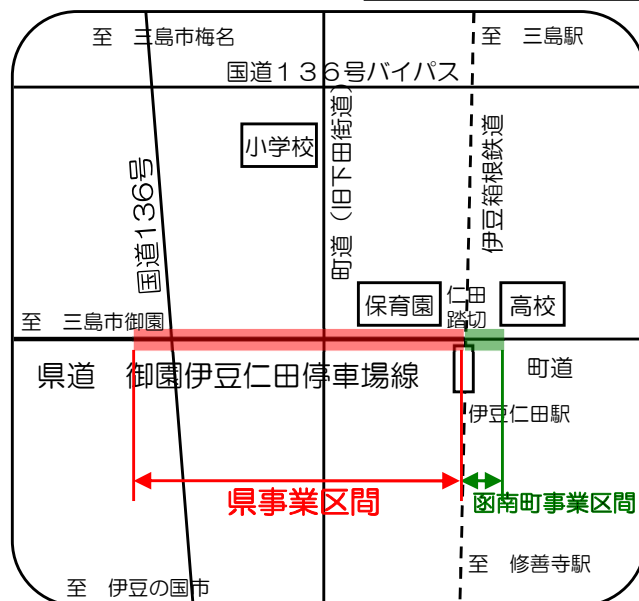 至　三島市梅名
至　三島駅
国道１３６号バイパス
小学校
町道（旧下田街道）
伊豆箱根鉄道
国道136号
保育園
仁田
踏切
高校
至　三島市御園
県道　御園伊豆仁田停車場線
町道
伊豆仁田駅
県事業区間
函南町事業区間
至　修善寺駅
至　伊豆の国市